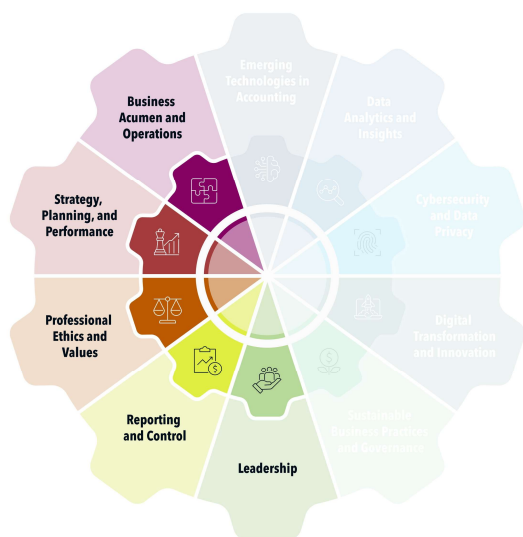 Emerging
Technologies in
Accounting
Data
Analytics and
Insights
Cybersecurity
and Data
Privacy
Digital
Transformation
and Innovation
Sustainable
Business Practices
and Governance
Leadership
Reporting
and Control
Professional
Ethics and
Values
Strategy,
Planning, and
Performance
Business
Acumen and
Operations